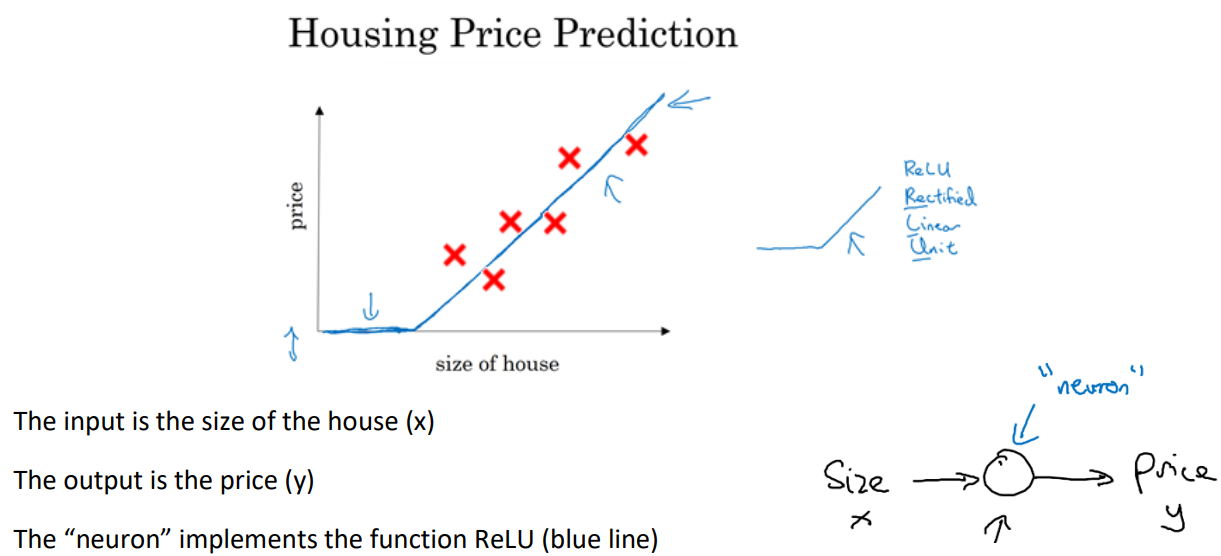 Housing Price Prediction
price
size of house
ReLU
Rectified
Linear
Unit
The input is the size of the house (x)
The output is the price (y)
The “neuron” implements the function ReLU (blue line)
"neuron"
Size
x
Price
y